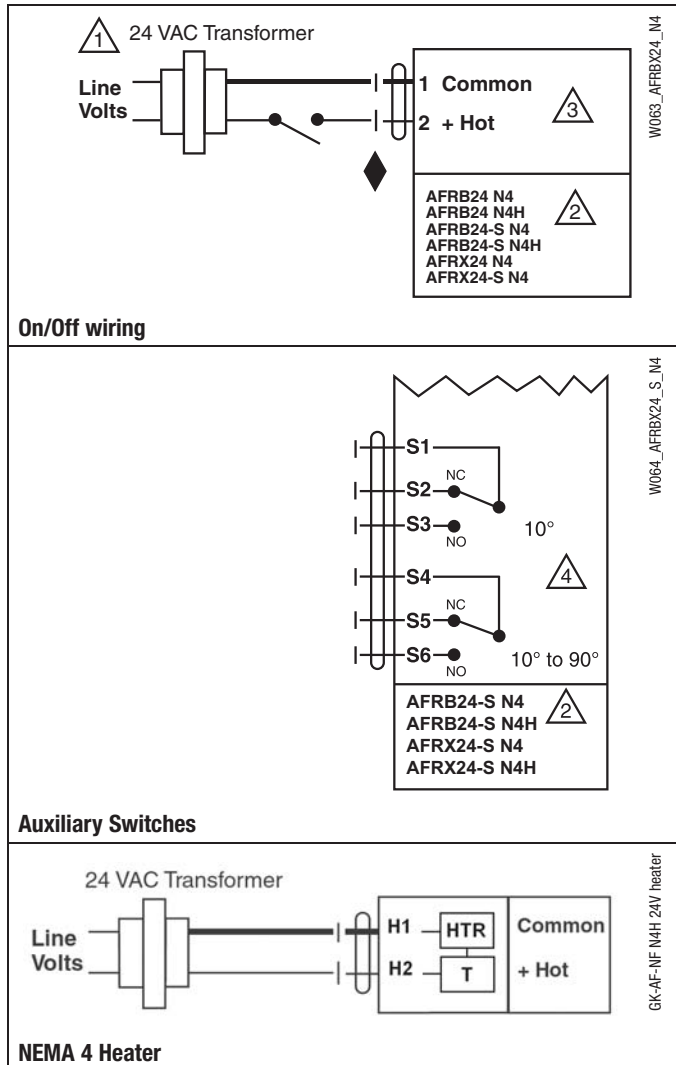 1
24 VAC Transformer
Line
Volts
1 Common
2 + Hot
3
AFRB24 N4
AFRB24 N4H
AFRB24-S N4
AFRB24-S N4H
AFRX24 N4
AFRX24-S N4
2
W063_AFRBX24_N4
On/Off wiring
S1
S2
NC
S3
NO
10°
S4
4
S5
NC
S6
NO
10° to 90°
AFRB24-S N4
AFRB24-S N4H
AFRX24-S N4
AFRX24-S N4H
2
W064_AFRBX24_S_N4
Auxiliary Switches
24 VAC Transformer
Line
Volts
H1
HTR
Common
H2
T
+ Hot
GK-AF-NF N4H 24V heater
NEMA 4 Heater